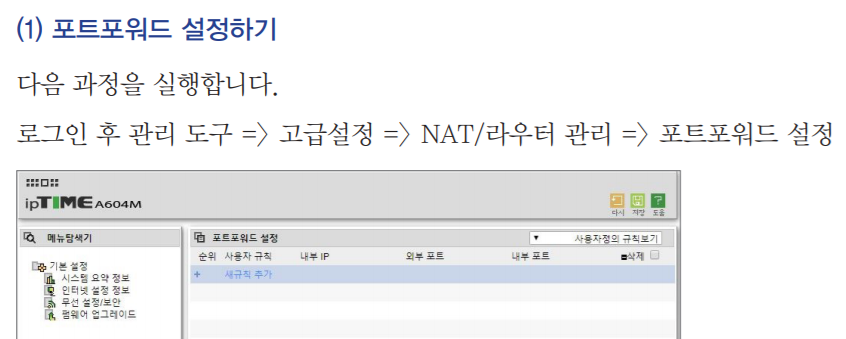 (1) 포트포워드 설정하기
다음 과정을 실행합니다.
로그인 후 관리 도구 => 고급설정 => NAT/라우터 관리 => 포트포워드 설정
ipTIME A604M
다시 저장 도움
메뉴탐색기
포트포워드 설정
▼ 사용자정의 규칙보기
순위 사용자 규칙 내부 IP 외부 포트 내부 포트 삭제
+ 새규칙 추가
기본 설정
시스템 요약 정보
인터넷 설정 정보
무선 설정/보안
펌웨어 업그레이드